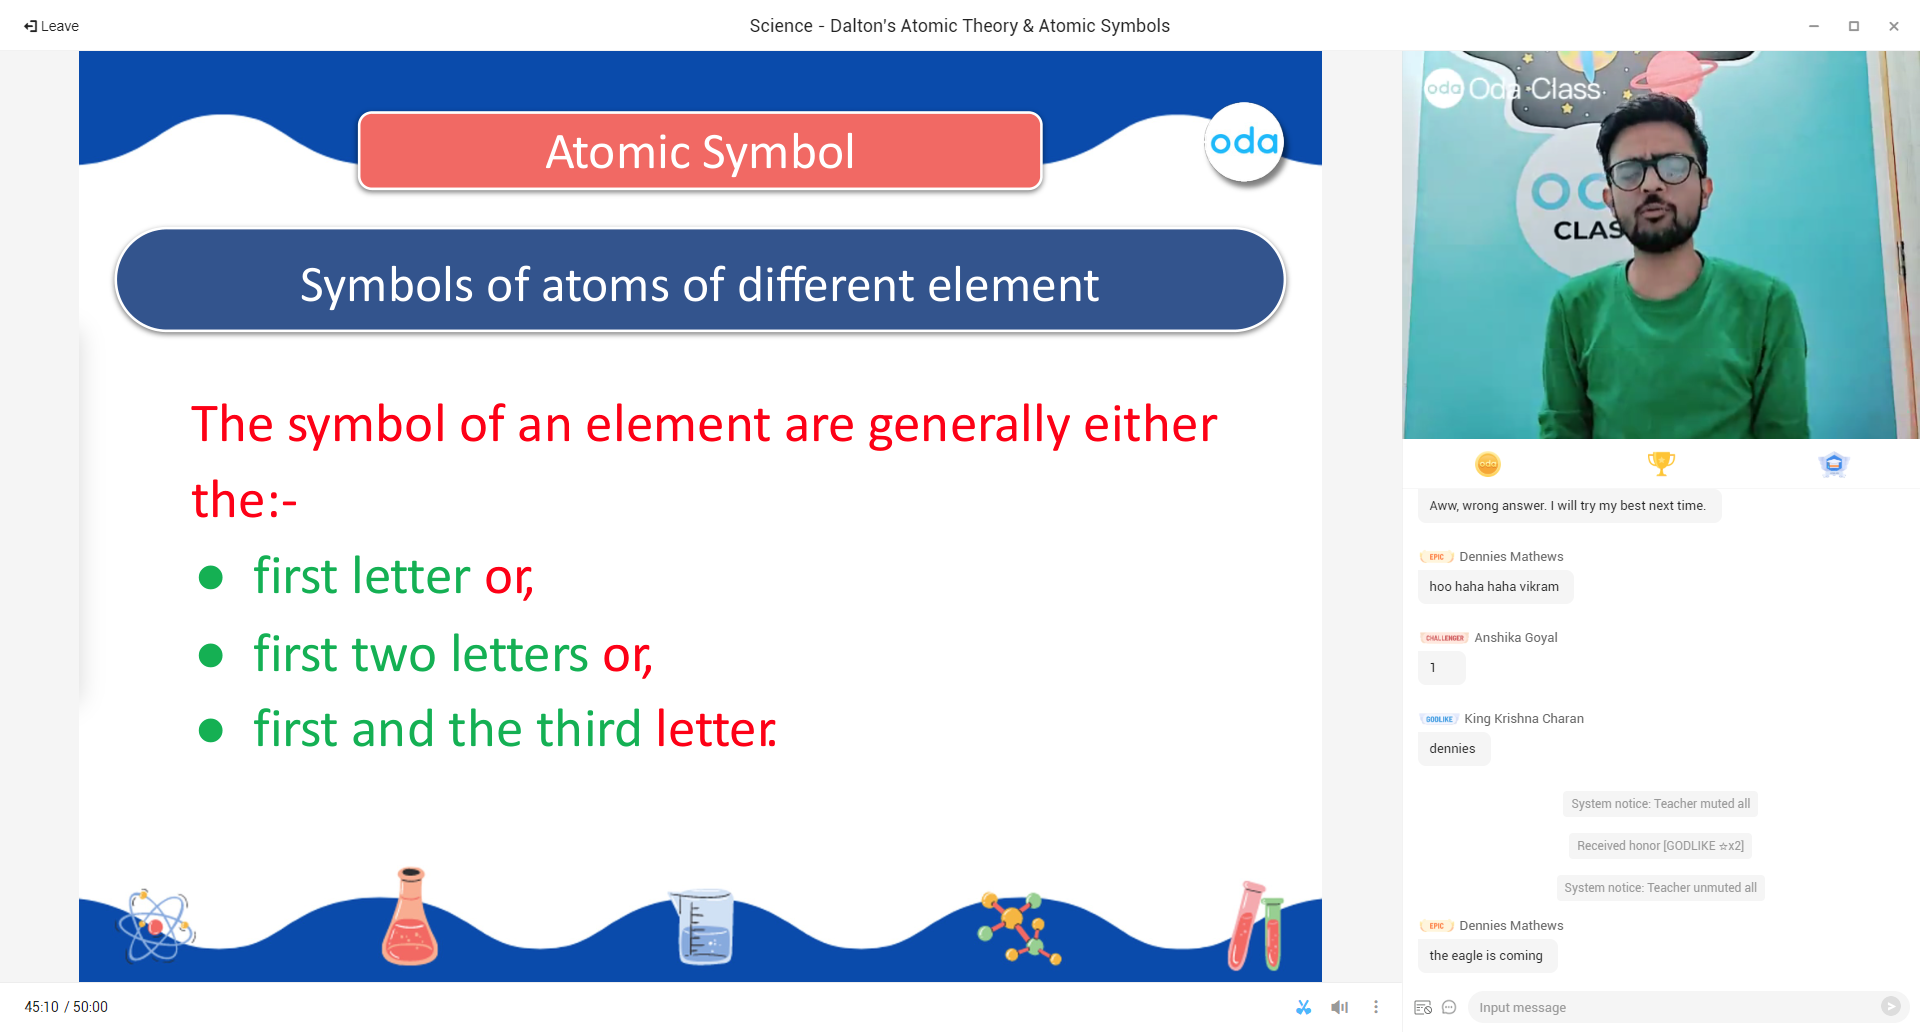 Leave
Science - Dalton's Atomic Theory & Atomic Symbols
Atomic Symbol
oda
Symbols of atoms of different element
The symbol of an element are generally either
the:-
● first letter or,
● first two letters or,
● first and the third letter.
45:10 / 50:00
oda Oda Class
CLAS
oda
Aww, wrong answer. I will try my best next time.
EPIC Dennies Mathews
hoo haha haha vikram
CHALLENGER Anshika Goyal
1
GODLIKE King Krishna Charan
dennies
System notice: Teacher muted all
Received honor [GODLIKE ☆x2]
System notice: Teacher unmuted all
EPIC Dennies Mathews
the eagle is coming
Input message